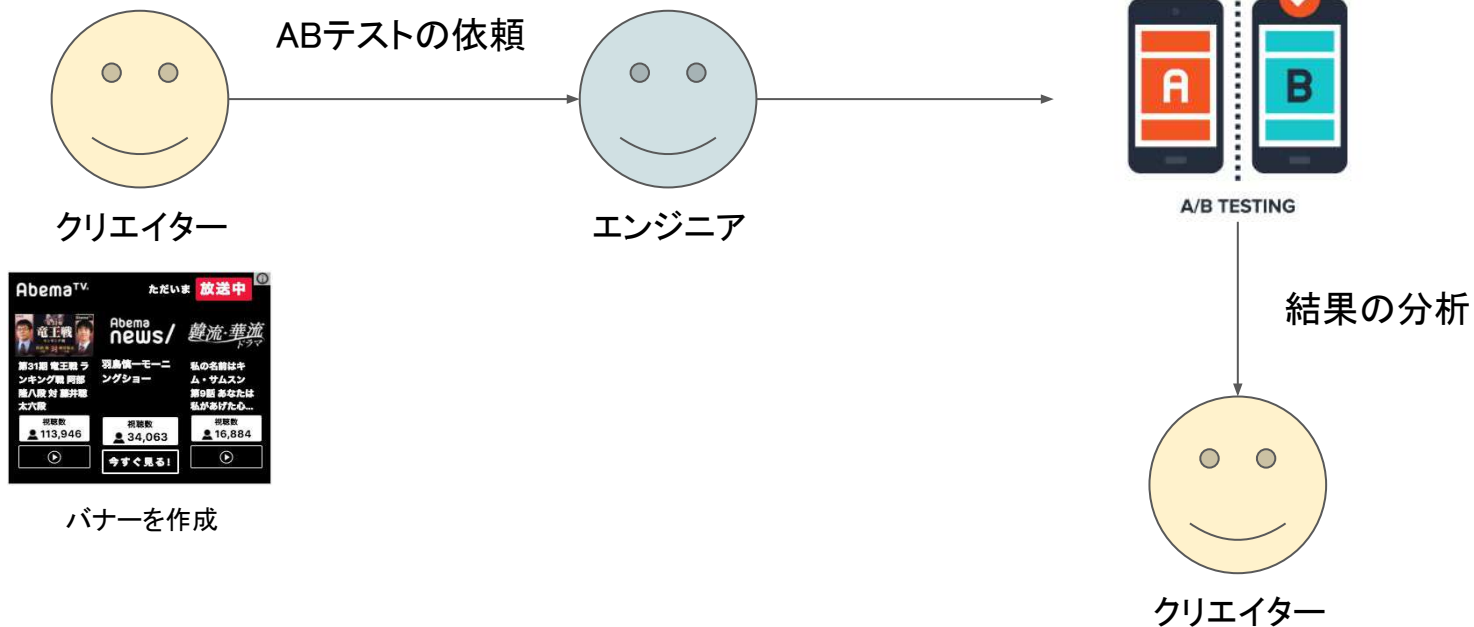 ABテストの依頼
A
B
A/B TESTING
クリエイター
エンジニア
AbemaTV.
ただいま 放送中
竜王戦
Abema
news/
韓流・華流
ドラマ
第31期 竜王戦 ラ
ンキング戦 阿部
隆八段 対 藤井聡
太六段
羽鳥慎一モーニ
ングショー
私の名前はキ
ム・サムスン
第9話 あなたは
私があげた心...
視聴数
113,946
視聴数
34,063
視聴数
16,884
今すぐ見る!
バナーを作成
結果の分析
クリエイター